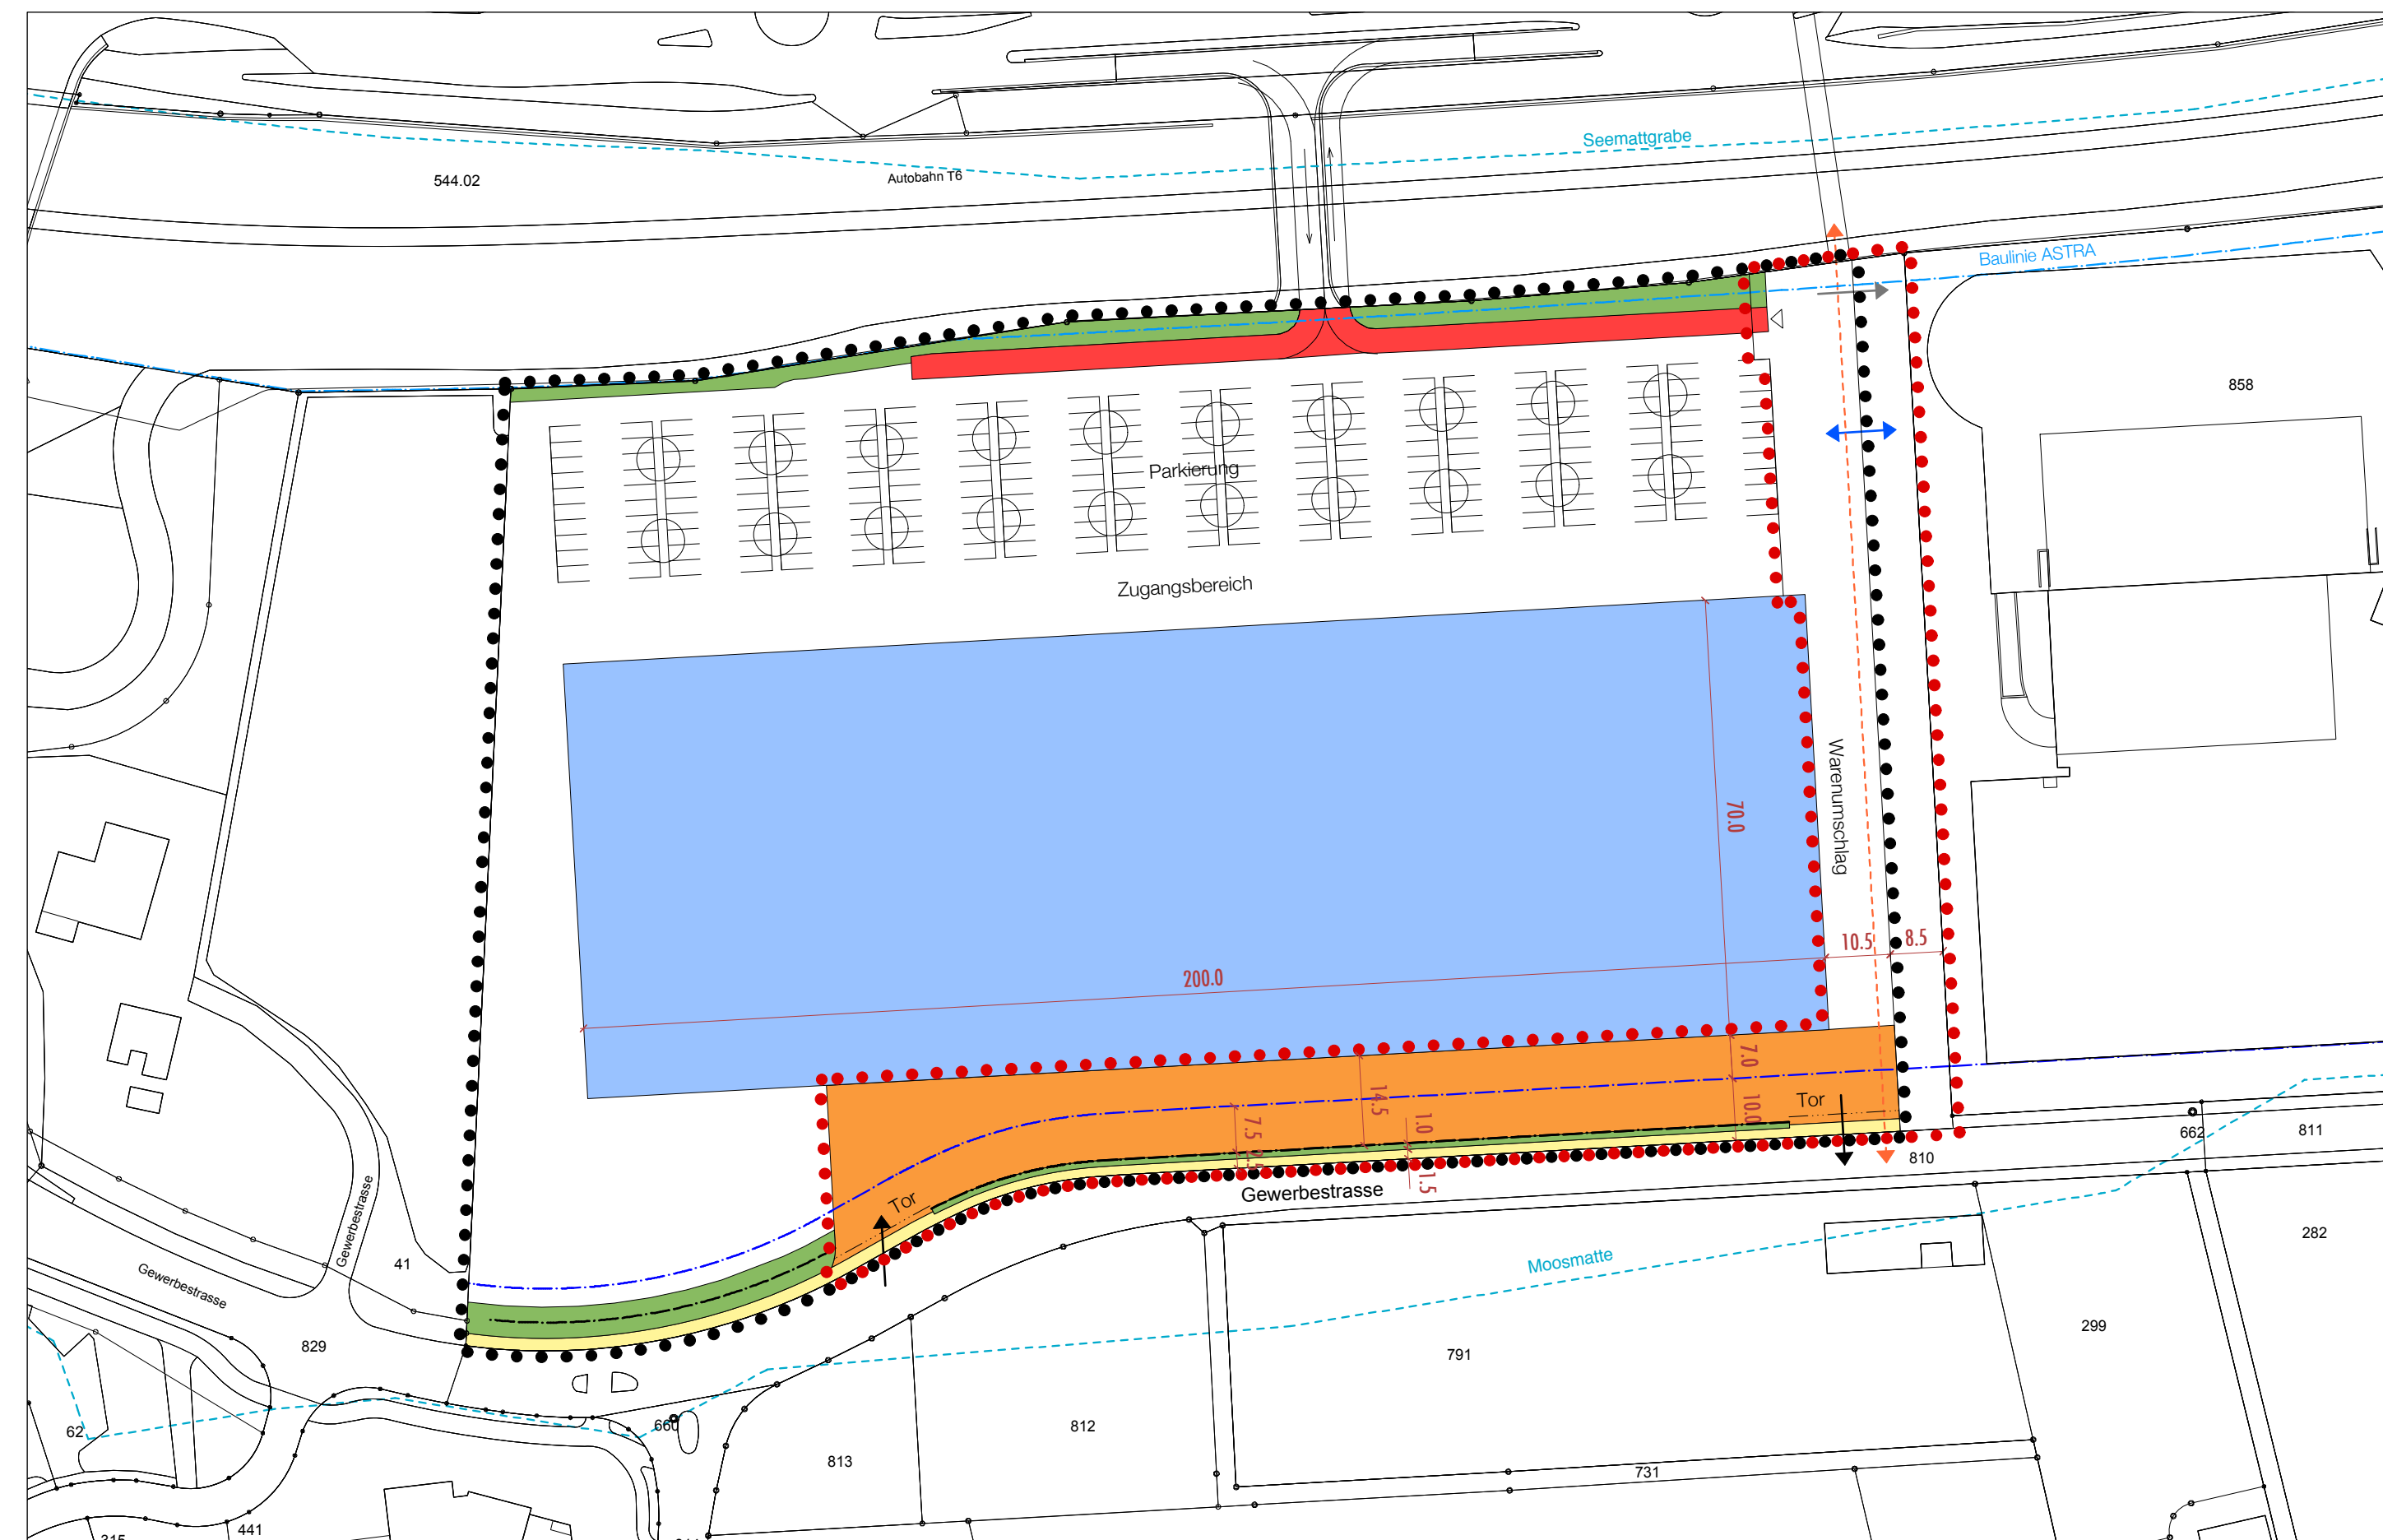 Seemattgrabe
544.02
Autobahn T6
Baulinie ASTRA
858
Parkierung
Zugangsbereich
Warenumschlag
70.0
10.5
8.5
200.0
7.0
14.5
10.0
Tor
7.5
1.0
662
811
810
1.5
Gewerbestrasse
Tor
282
Gewerbestrasse
41
Moosmatte
Gewerbestrasse
299
829
791
62
660
812
813
731
441
315